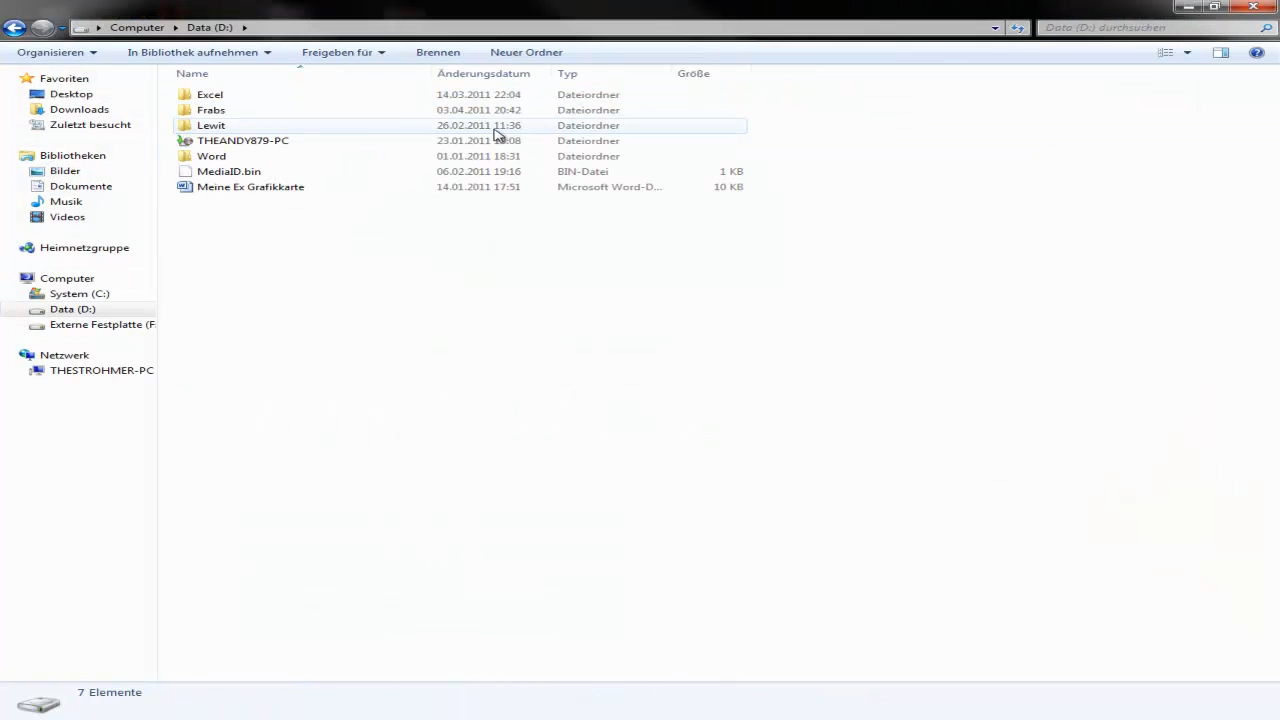 Computer Data (D:) Data (D:) durchsuchen
Organisieren In Bibliothek aufnehmen Freigeben für Brennen Neuer Ordner
Favoriten
Desktop
Downloads
Zuletzt besucht
Bibliotheken
Bilder
Dokumente
Musik
Videos
Heimnetzgruppe
Computer
System (C:)
Data (D:)
Externe Festplatte (F
Netzwerk
THESTROHMER-PC
Name Änderungsdatum Typ Größe
Excel 14.03.2011 22:04 Dateiordner
Frabs 03.04.2011 20:42 Dateiordner
Lewit 26.02.2011 11:36 Dateiordner
THEANDY879-PC 23.01.2011 Dateiordner
Word 01.01.2011 18:31 Dateiordner
MediaID.bin 06.02.2011 19:16 BIN-Datei 1 KB
Meine Ex Grafikkarte 14.01.2011 17:51 Microsoft Word-D... 10 KB
7 Elemente